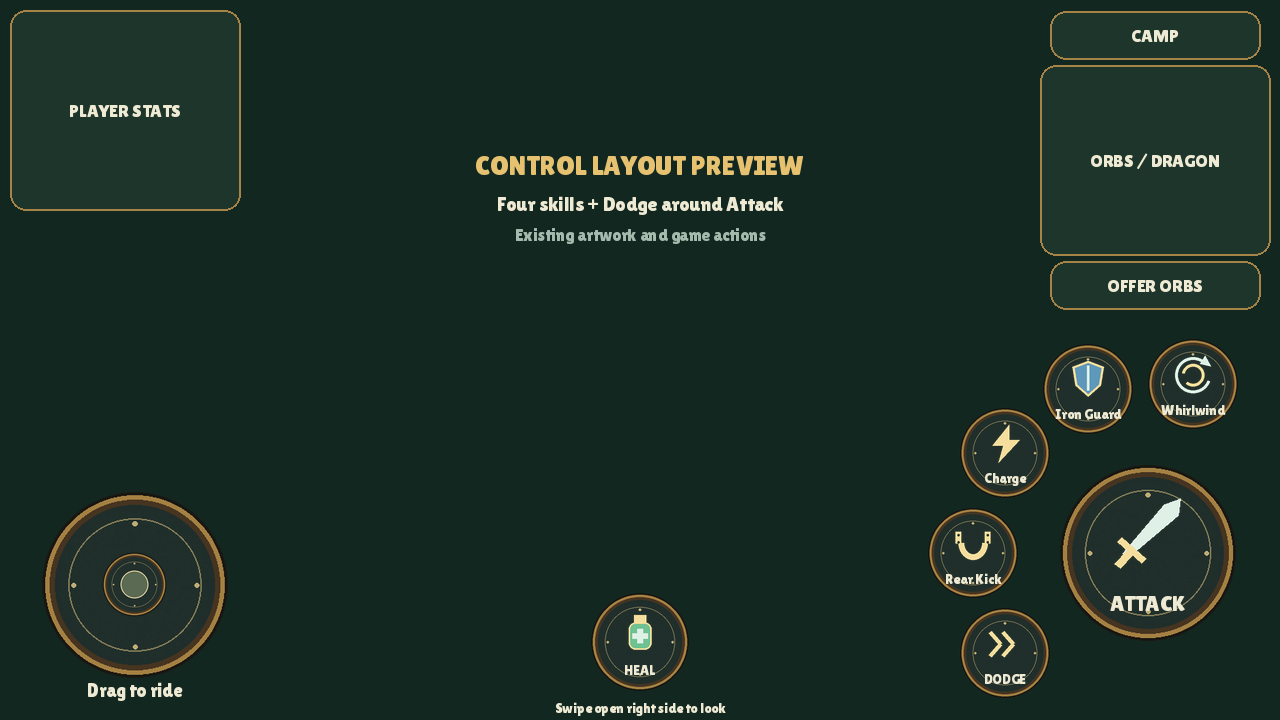 PLAYER STATS
CAMP
ORBS / DRAGON
OFFER ORBS
CONTROL LAYOUT PREVIEW
Four skills + Dodge around Attack
Existing artwork and game actions
Iron Guard
Whirlwind
Charge
Rear Kick
ATTACK
DODGE
HEAL
Drag to ride
Swipe open right side to look